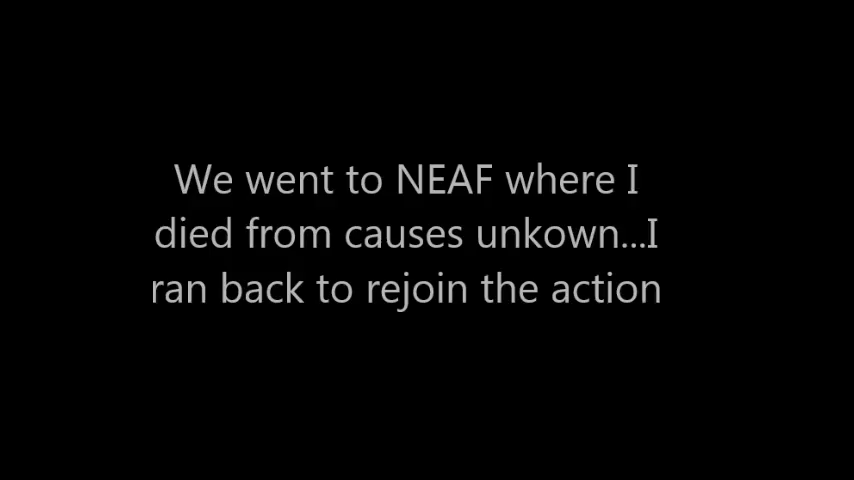 We went to NEAF where I
died from causes unkown...I
ran back to rejoin the action